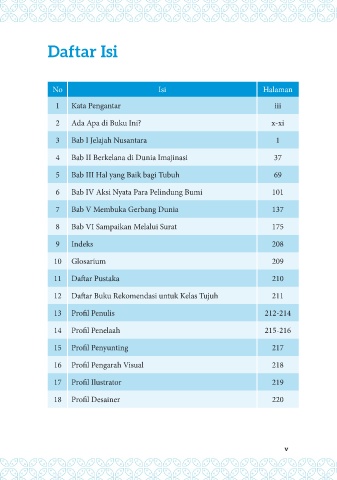 Daftar Isi
No Isi Halaman
1 Kata Pengantar iii
2 Ada Apa di Buku Ini? x-xi
3 Bab I Jelajah Nusantara 1
4 Bab II Berkelana di Dunia Imajinasi 37
5 Bab III Hal yang Baik bagi Tubuh 69
6 Bab IV Aksi Nyata Para Pelindung Bumi 101
7 Bab V Membuka Gerbang Dunia 137
8 Bab VI Sampaikan Melalui Surat 175
9 Indeks 208
10 Glosarium 209
11 Daftar Pustaka 210
12 Daftar Buku Rekomendasi untuk Kelas Tujuh 211
13 Profil Penulis 212-214
14 Profil Penelaah 215-216
15 Profil Penyunting 217
16 Profil Pengarah Visual 218
17 Profil Ilustrator 219
18 Profil Desainer 220
v